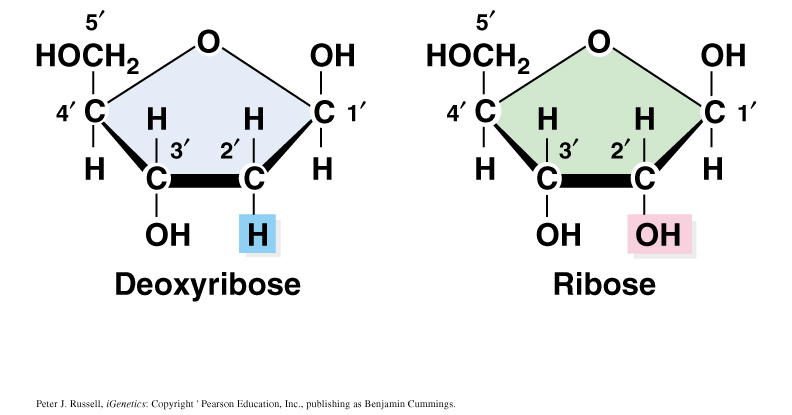 5′ 5′
HOCH2 O OH HOCH2 O OH
4′ C H H C 1′ 4′ C H H C 1′
3′ 2′ 3′ 2′
H C C H H C C H
OH H OH OH
Deoxyribose Ribose
Peter J. Russell, iGenetics: Copyright ' Pearson Education, Inc., publishing as Benjamin Cummings.